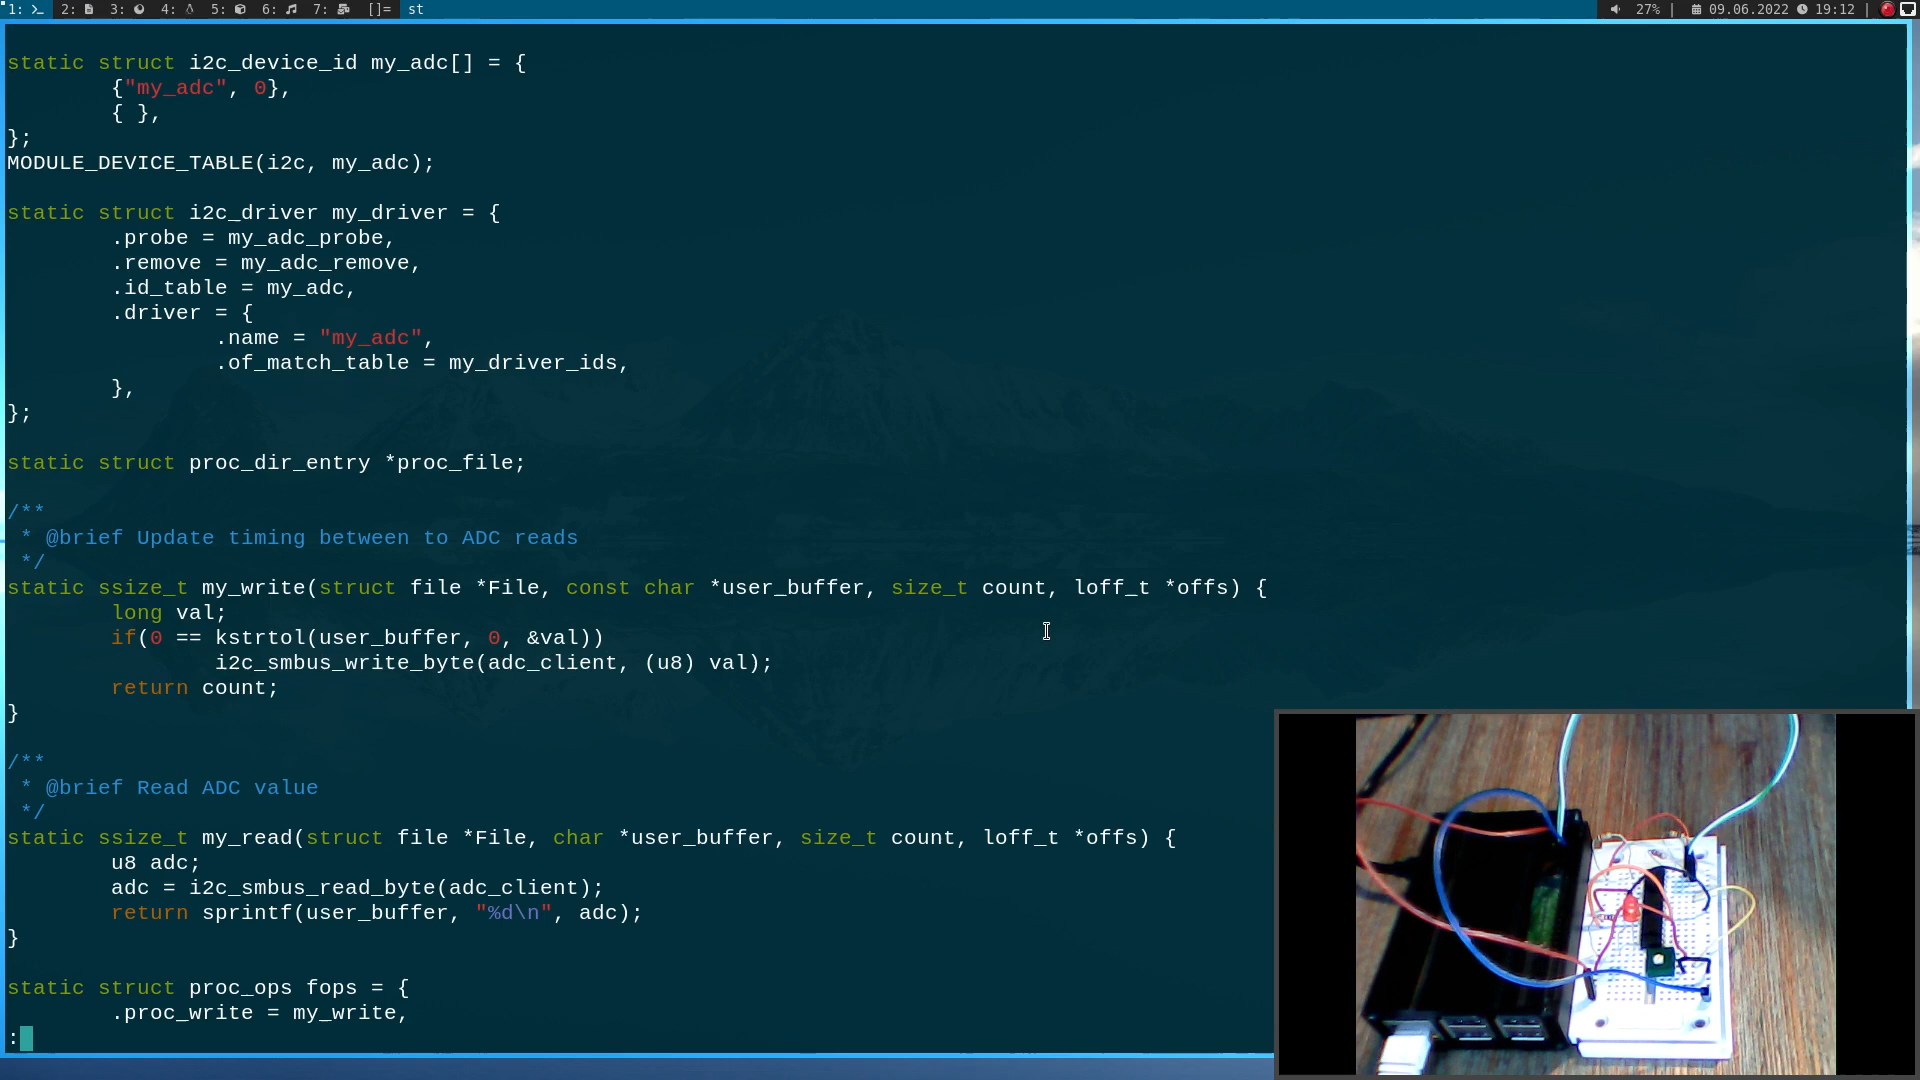 1: 2: 3: 4: 5: 6: 7: []= st 27% | 09.06.2022 19:12 |
static struct i2c_device_id my_adc[] = {
{"my_adc", 0},
{ },
};
MODULE_DEVICE_TABLE(i2c, my_adc);
static struct i2c_driver my_driver = {
.probe = my_adc_probe,
.remove = my_adc_remove,
.id_table = my_adc,
.driver = {
.name = "my_adc",
.of_match_table = my_driver_ids,
},
};
static struct proc_dir_entry *proc_file;
/**
* @brief Update timing between to ADC reads
*/
static ssize_t my_write(struct file *File, const char *user_buffer, size_t count, loff_t *offs) {
long val;
if(0 == kstrtol(user_buffer, 0, &val))
i2c_smbus_write_byte(adc_client, (u8) val);
return count;
}
/**
* @brief Read ADC value
*/
static ssize_t my_read(struct file *File, char *user_buffer, size_t count, loff_t *offs) {
u8 adc;
adc = i2c_smbus_read_byte(adc_client);
return sprintf(user_buffer, "%d\n", adc);
}
static struct proc_ops fops = {
.proc_write = my_write,
: